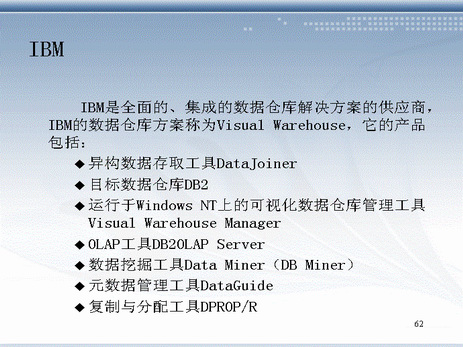 IBM
IBM是全面的、集成的数据仓库解决方案的供应商，
IBM的数据仓库方案称为Visual Warehouse，它的产品
包括：
◆异构数据存取工具DataJoiner
◆目标数据仓库DB2
◆运行于Windows NT上的可视化数据仓库管理工具
Visual Warehouse Manager
◆OLAP工具DB2OLAP Server
◆数据挖掘工具Data Miner（DB Miner）
◆元数据管理工具DataGuide
◆复制与分配工具DPROP/R
62